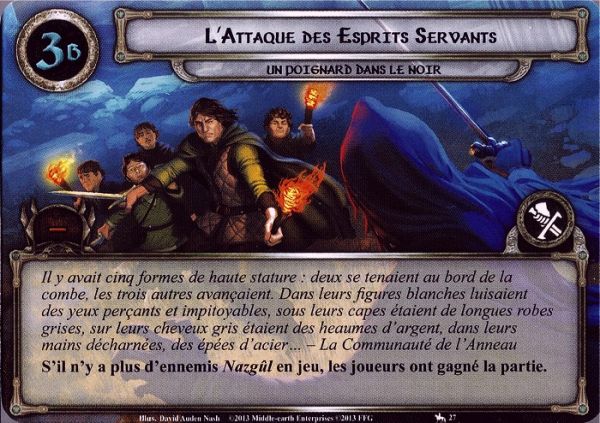 3B
L'Attaque des Esprits Servants
Un Poignard dans le Noir
Il y avait cinq formes de haute stature : deux se tenaient au bord de la
combe, les trois autres avançaient. Dans leurs figures blanches luisaient
des yeux perçants et impitoyables, sous leurs capes étaient de longues robes
grises, sur leurs cheveux gris étaient des heaumes d'argent, dans leurs
mains décharnées, des épées d'acier… – La Communauté de l'Anneau
S'il n'y a plus d'ennemis Nazgûl en jeu, les joueurs ont gagné la partie.
Illus. David Auden Nash ©2013 Middle-earth Enterprises ©2013 FFG 27